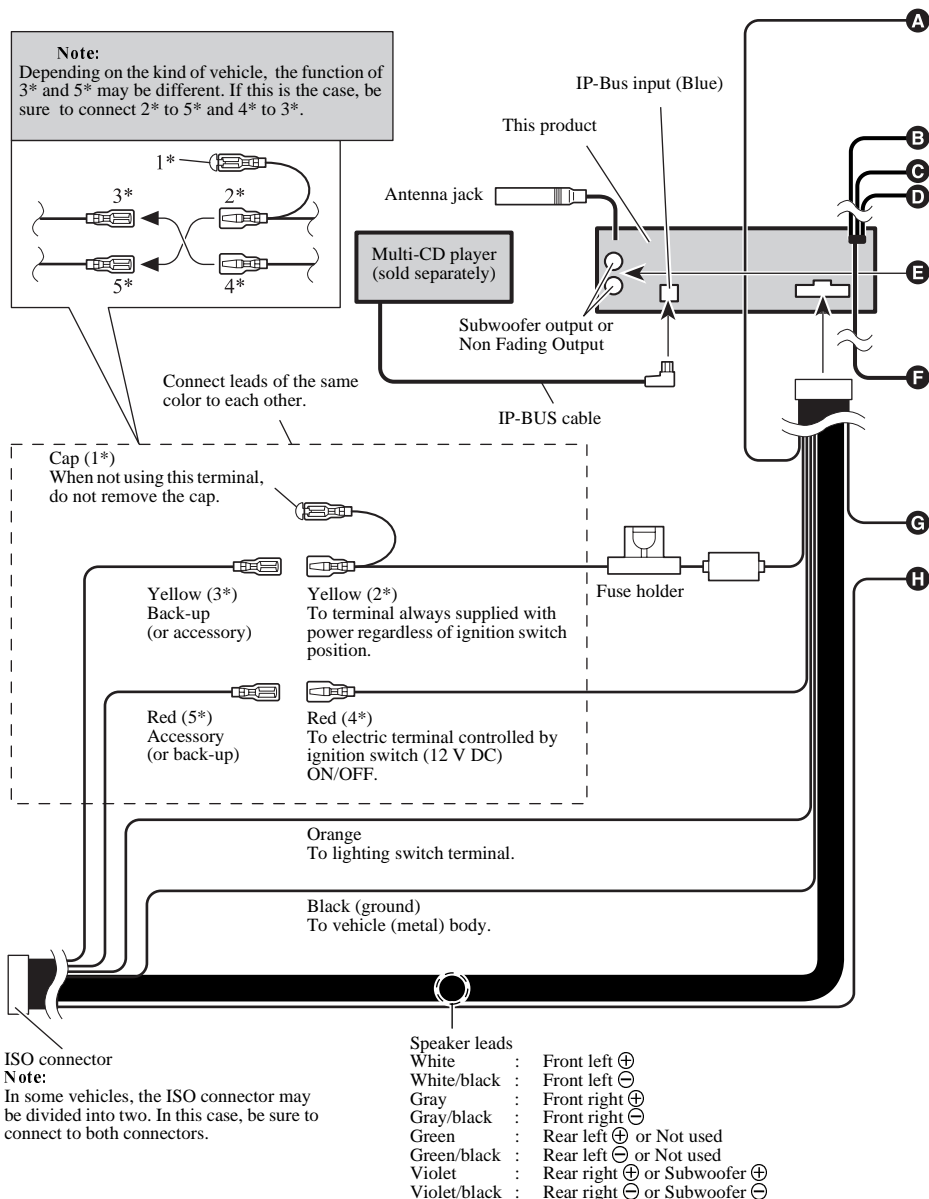 A
Note:
Depending on the kind of vehicle, the function of
3* and 5* may be different. If this is the case, be
sure to connect 2* to 5* and 4* to 3*.
IP-Bus input (Blue)
This product
B
C
D
1*
3*
2*
Antenna jack
Multi-CD player
(sold separately)
E
5*
4*
Subwoofer output or
Non Fading Output
F
Connect leads of the same
color to each other.
IP-BUS cable
Cap (1*)
When not using this terminal,
do not remove the cap.
G
H
Fuse holder
Yellow (3*)
Back-up
(or accessory)
Yellow (2*)
To terminal always supplied with
power regardless of ignition switch
position.
Red (5*)
Accessory
(or back-up)
Red (4*)
To electric terminal controlled by
ignition switch (12 V DC)
ON/OFF.
Orange
To lighting switch terminal.
Black (ground)
To vehicle (metal) body.
ISO connector
Note:
In some vehicles, the ISO connector may
be divided into two. In this case, be sure to
connect to both connectors.
Speaker leads
White : Front left ⊕
White/black : Front left ⊖
Gray : Front right ⊕
Gray/black : Front right ⊖
Green : Rear left ⊕ or Not used
Green/black : Rear left ⊖ or Not used
Violet : Rear right ⊕ or Subwoofer ⊕
Violet/black : Rear right ⊖ or Subwoofer ⊖